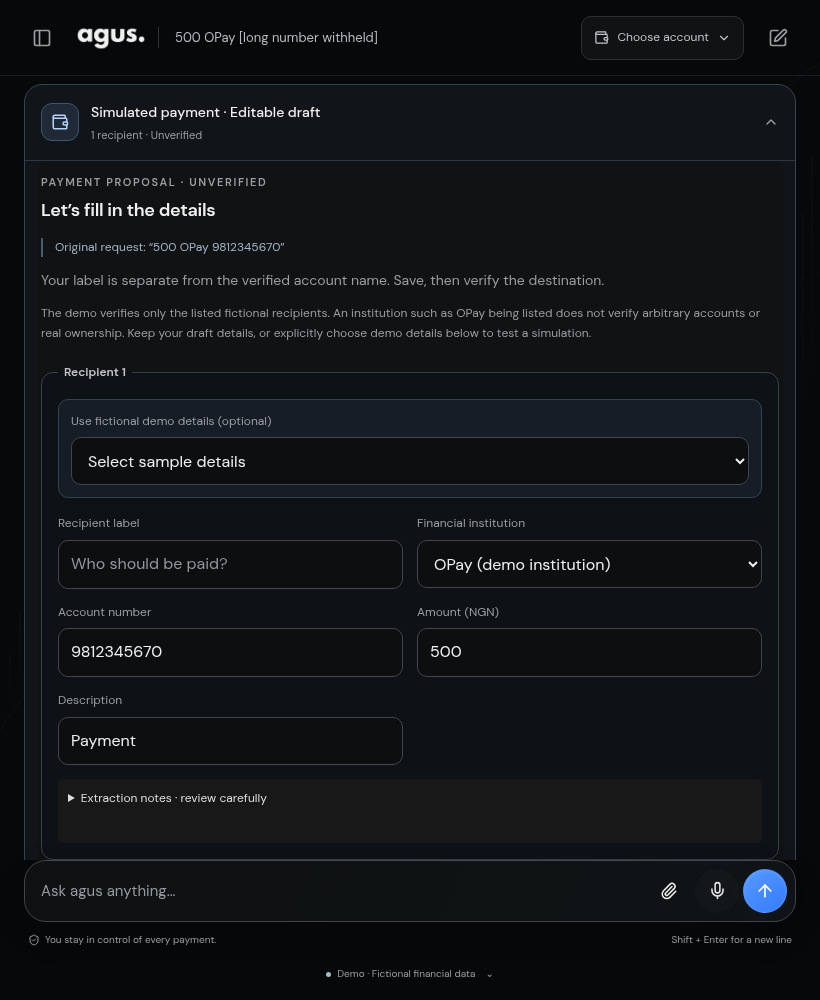 agus.
500 OPay [long number withheld]
Choose account
Simulated payment · Editable draft
1 recipient · Unverified
PAYMENT PROPOSAL · UNVERIFIED
Let’s fill in the details
Original request: “500 OPay 9812345670”
Your label is separate from the verified account name. Save, then verify the destination.
The demo verifies only the listed fictional recipients. An institution such as OPay being listed does not verify arbitrary accounts or
real ownership. Keep your draft details, or explicitly choose demo details below to test a simulation.
Recipient 1
Use fictional demo details (optional)
Select sample details
Recipient label
Financial institution
Who should be paid?
OPay (demo institution)
Account number
Amount (NGN)
9812345670
500
Description
Payment
Extraction notes · review carefully
Ask agus anything...
You stay in control of every payment.
Shift + Enter for a new line
Demo · Fictional financial data